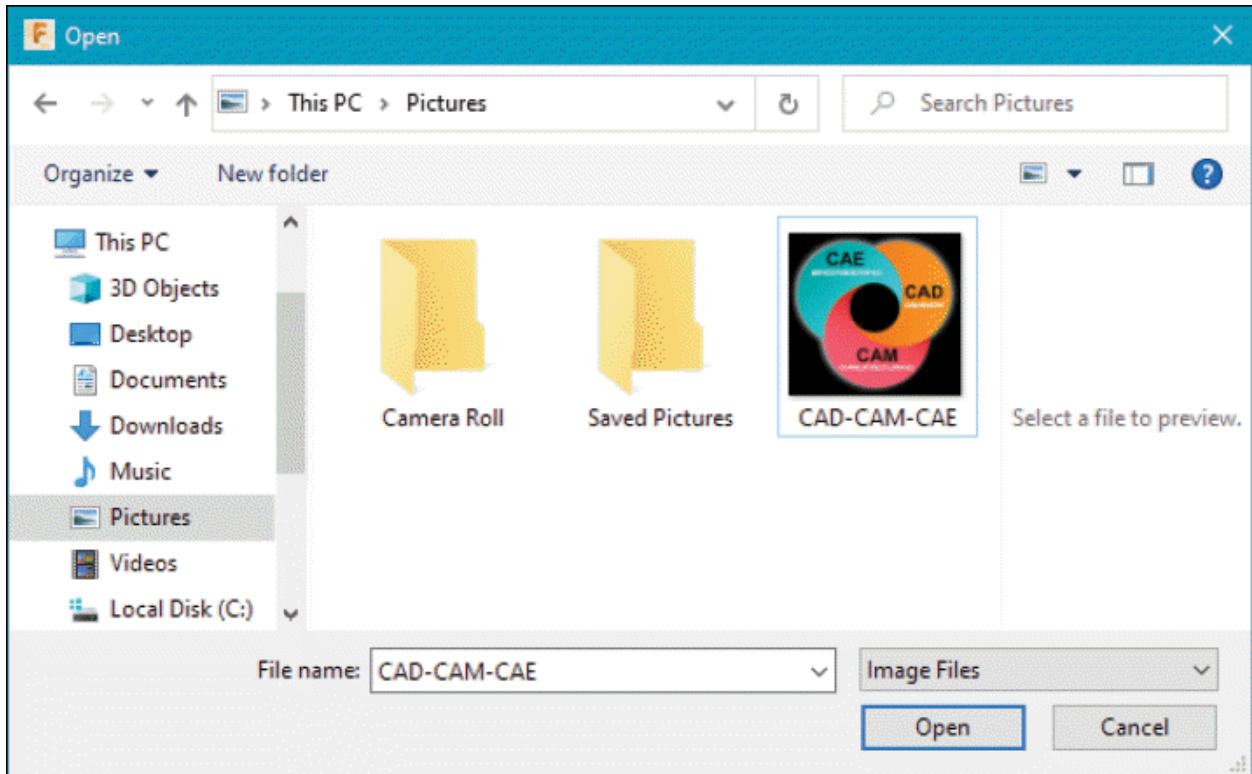 F Open
This PC > Pictures
Search Pictures
Organize
New folder
This PC
3D Objects
Desktop
Documents
Downloads
Music
Pictures
Videos
Local Disk (C:)
CAE
CAD
CAM
Camera Roll
Saved Pictures
CAD-CAM-CAE
Select a file to preview.
File name: CAD-CAM-CAE
Image Files
Open
Cancel